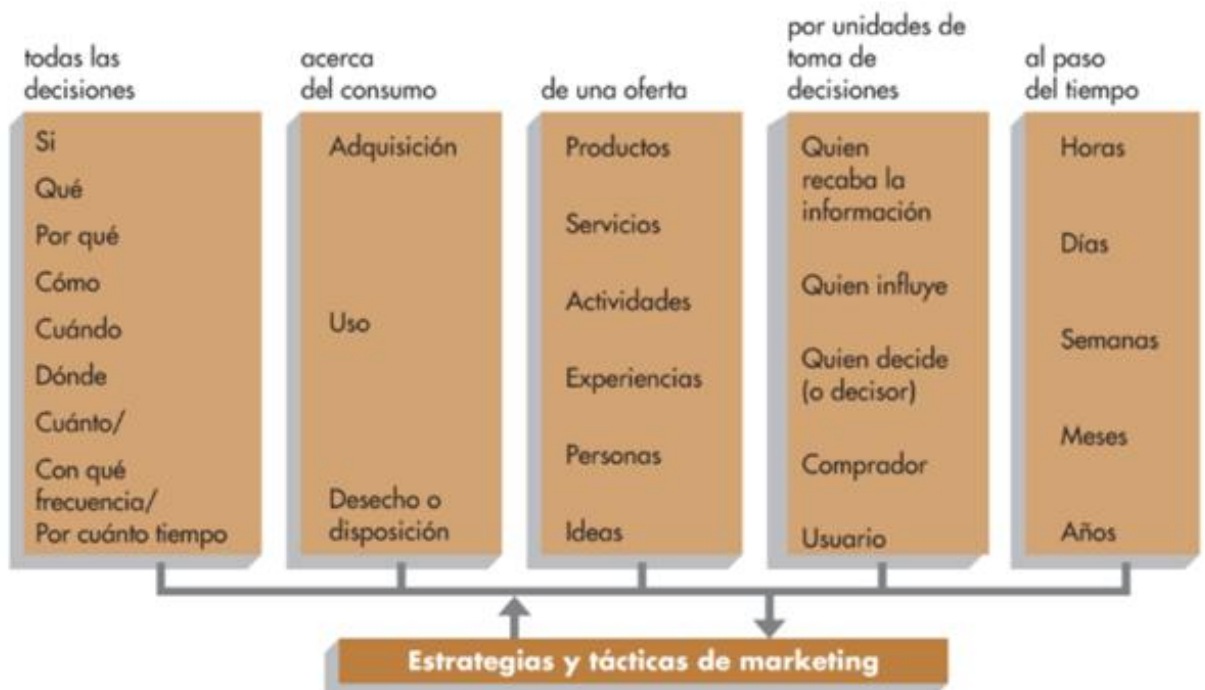 todas las
decisiones
Si
Qué
Por qué
Cómo
Cuándo
Dónde
Cuánto/
Con qué
frecuencia/
Por cuánto tiempo
acerca
del consumo
Adquisición
Uso
Desecho o
disposición
de una oferta
Productos
Servicios
Actividades
Experiencias
Personas
Ideas
por unidades de
toma de
decisiones
Quien
recaba la
información
Quien influye
Quien decide
(o decisor)
Comprador
Usuario
al paso
del tiempo
Horas
Días
Semanas
Meses
Años
Estrategias y tácticas de marketing